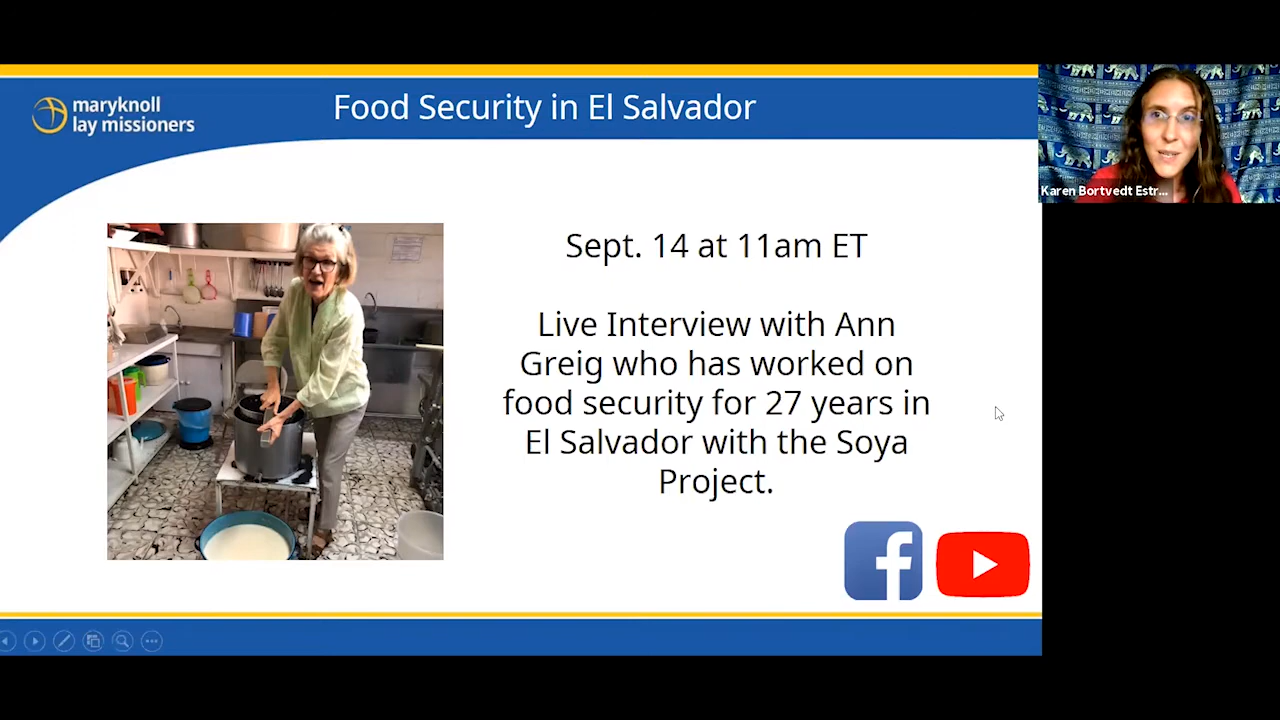 maryknoll
lay missioners
Food Security in El Salvador
Karen Bortvedt Estr...
Sept. 14 at 11am ET
Live Interview with Ann
Greig who has worked on
food security for 27 years in
El Salvador with the Soya
Project.